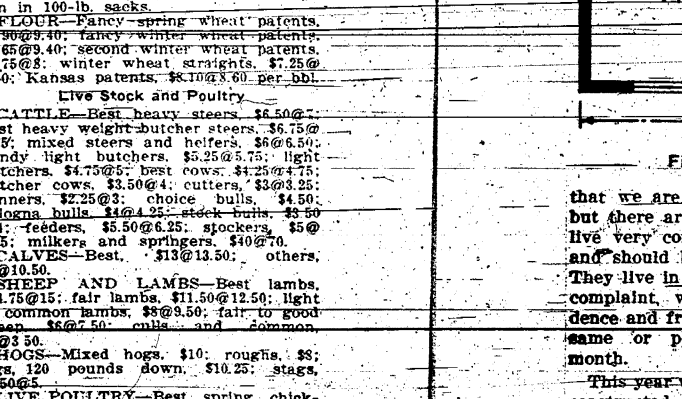 n in 100-lb. sacks.
FLOUR—Fancy spring wheat patents,
90@9.40; fancy winter wheat patents,
65@9.40; second winter wheat patents,
75@8; winter wheat straights, $7.25@
0; Kansas patents, $8.10@8.60 per bbl.
Live Stock and Poultry
CATTLE—Best heavy steers, $6.50@7;
st heavy weight butcher steers, $6.75@
5; mixed steers and heifers, $6@6.50;
ndy light butchers, $5.25@5.75; light
tchers, $4.75@5; best cows, $4.25@4.75;
tcher cows, $3.50@4; cutters, $3@3.25;
nners, $2.25@3; choice bulls, $4.50;
logna bulls, $4@4.25; stock bulls, $3.50
; feeders, $5.50@6.25; stockers, $5@
5; milkers and springers, $40@70.
CALVES—Best, $13@13.50; others,
@10.50.
SHEEP AND LAMBS—Best lambs,
4.75@15; fair lambs, $11.50@12.50; light
common lambs, $8@9.50; fair to good
eep, $6@7.50; culls and common,
@3.50.
HOGS—Mixed hogs, $10; roughs, $8;
gs, 120 pounds down, $10.25; stags,
50@5.
LIVE POULTRY—Best spring chick-
that we are
but there ar
live very co
and should
They live in
complaint, w
dence and fr
same or p
month.
This year